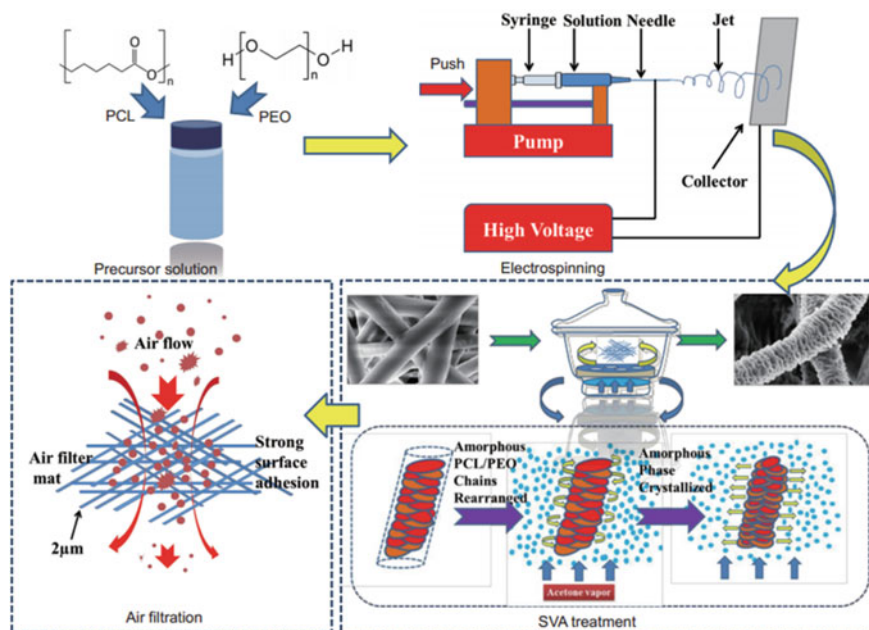 O
O
n
PCL
H
O
O
H
n
PEO
Precursor solution
Syringe Solution Needle
Jet
Push
Pump
Collector
High Voltage
Electrospinning
Air flow
Air filter
mat
Strong
surface
adhesion
2µm
Air filtration
Amorphous
PCL/PEO
Chains
Rearranged
Amorphous
Phase
Crystallized
Acetone vapor
SVA treatment